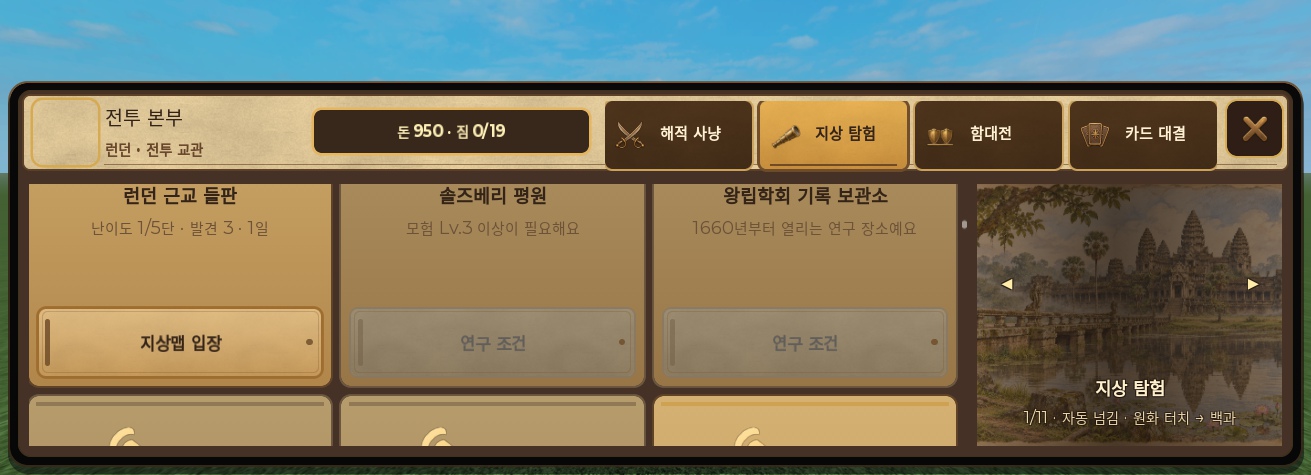 전투 본부
런던 · 전투 교관
돈 950 · 짐 0/19
해적 사냥
지상 탐험
함대전
카드 대결
런던 근교 들판
난이도 1/5단 · 발견 3 · 1일
지상맵 입장
솔즈베리 평원
모험 Lv.3 이상이 필요해요
연구 조건
왕립학회 기록 보관소
1660년부터 열리는 연구 장소예요
연구 조건
지상 탐험
1/11 · 자동 넘김 · 원화 터치 → 백과